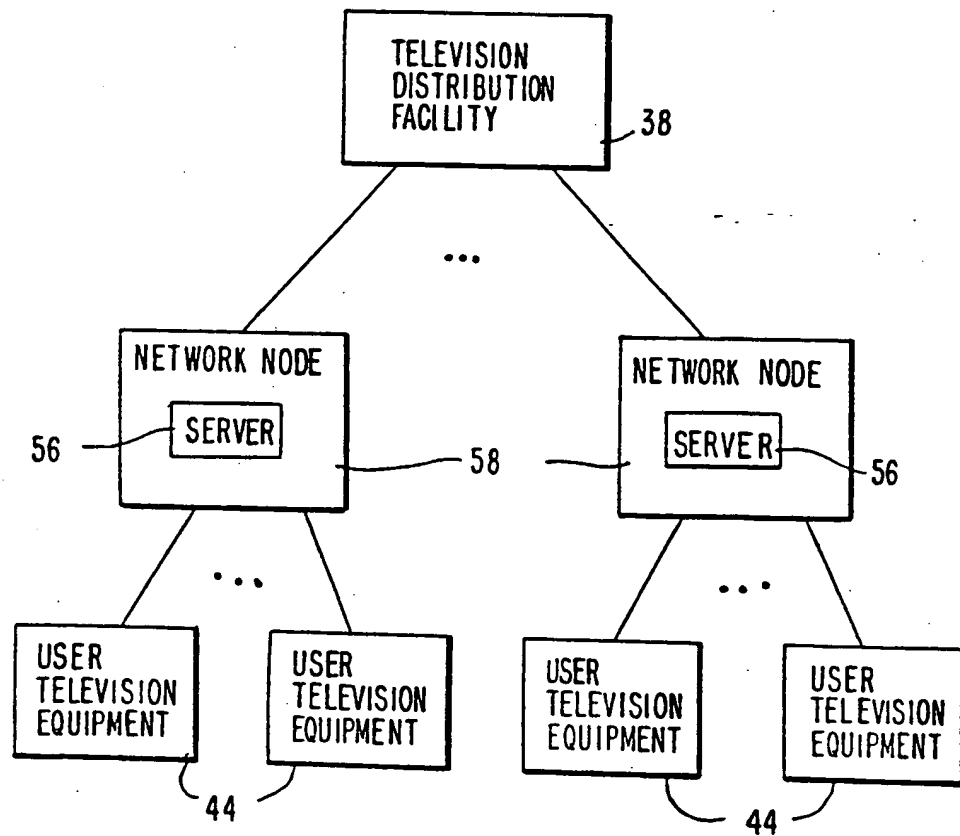 TELEVISION
DISTRIBUTION
FACILITY
38
...
NETWORK NODE
SERVER
56
58
NETWORK NODE
SERVER
56
...
...
USER
TELEVISION
EQUIPMENT
USER
TELEVISION
EQUIPMENT
USER
TELEVISION
EQUIPMENT
USER
TELEVISION
EQUIPMENT
44
44